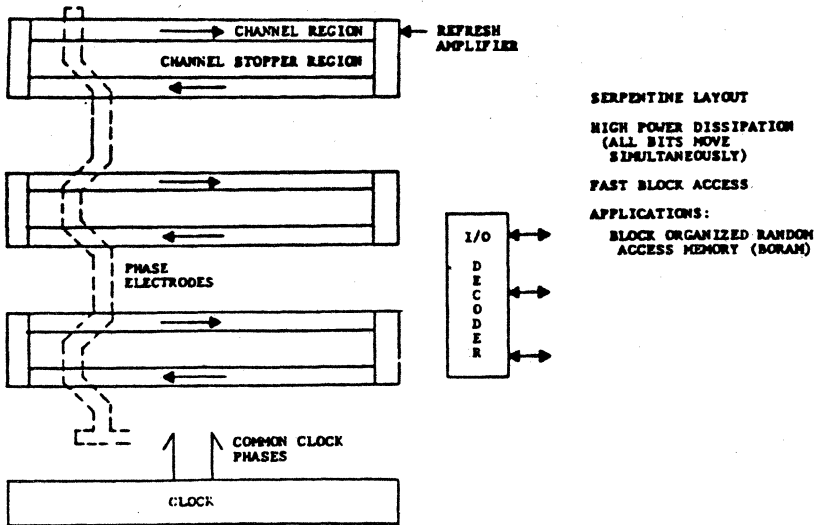 CHANNEL REGION
CHANNEL STOPPER REGION
REFRESH
AMPLIFIER
PHASE
ELECTRODES
COMMON CLOCK
PHASES
CLOCK
I/O
DECODER
SERPENTINE LAYOUT
HIGH POWER DISSIPATION
(ALL BITS MOVE
SIMULTANEOUSLY)
FAST BLOCK ACCESS
APPLICATIONS:
BLOCK ORGANIZED RANDOM
ACCESS MEMORY (BORAM)